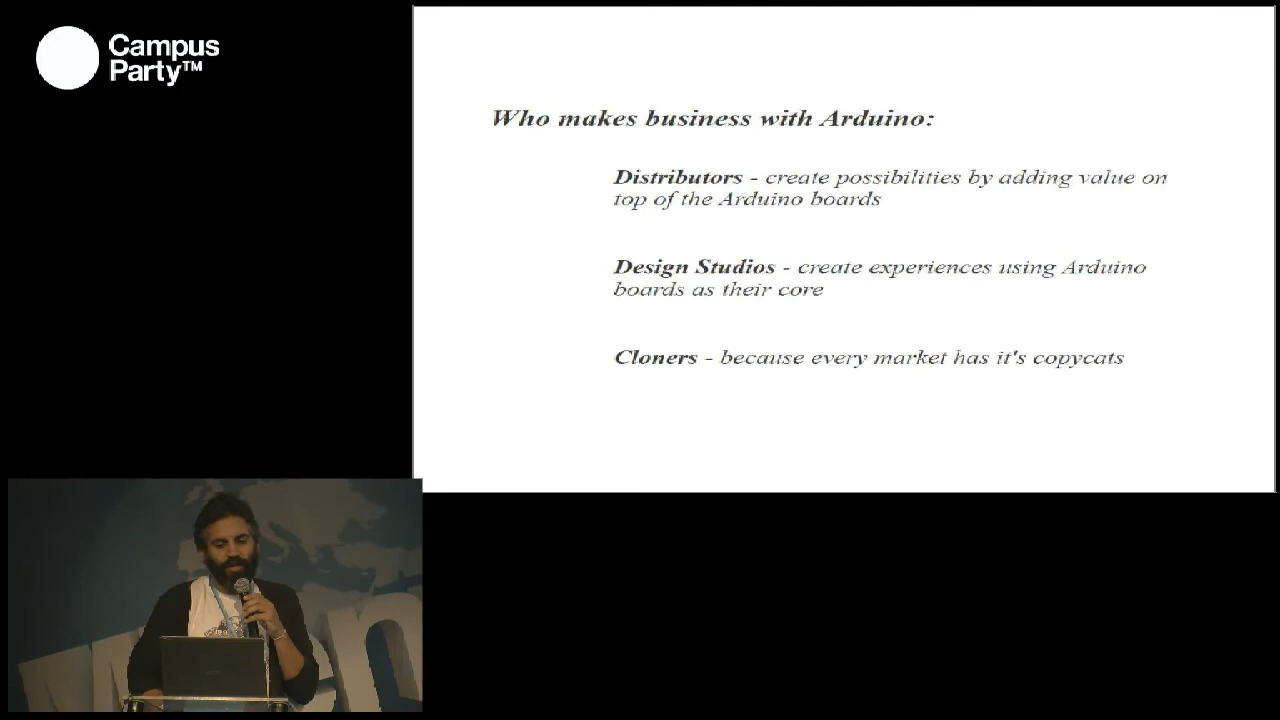 Campus
Party™
Who makes business with Arduino:
Distributors - create possibilities by adding value on
top of the Arduino boards
Design Studios - create experiences using Arduino
boards as their core
Cloners - because every market has it's copycats